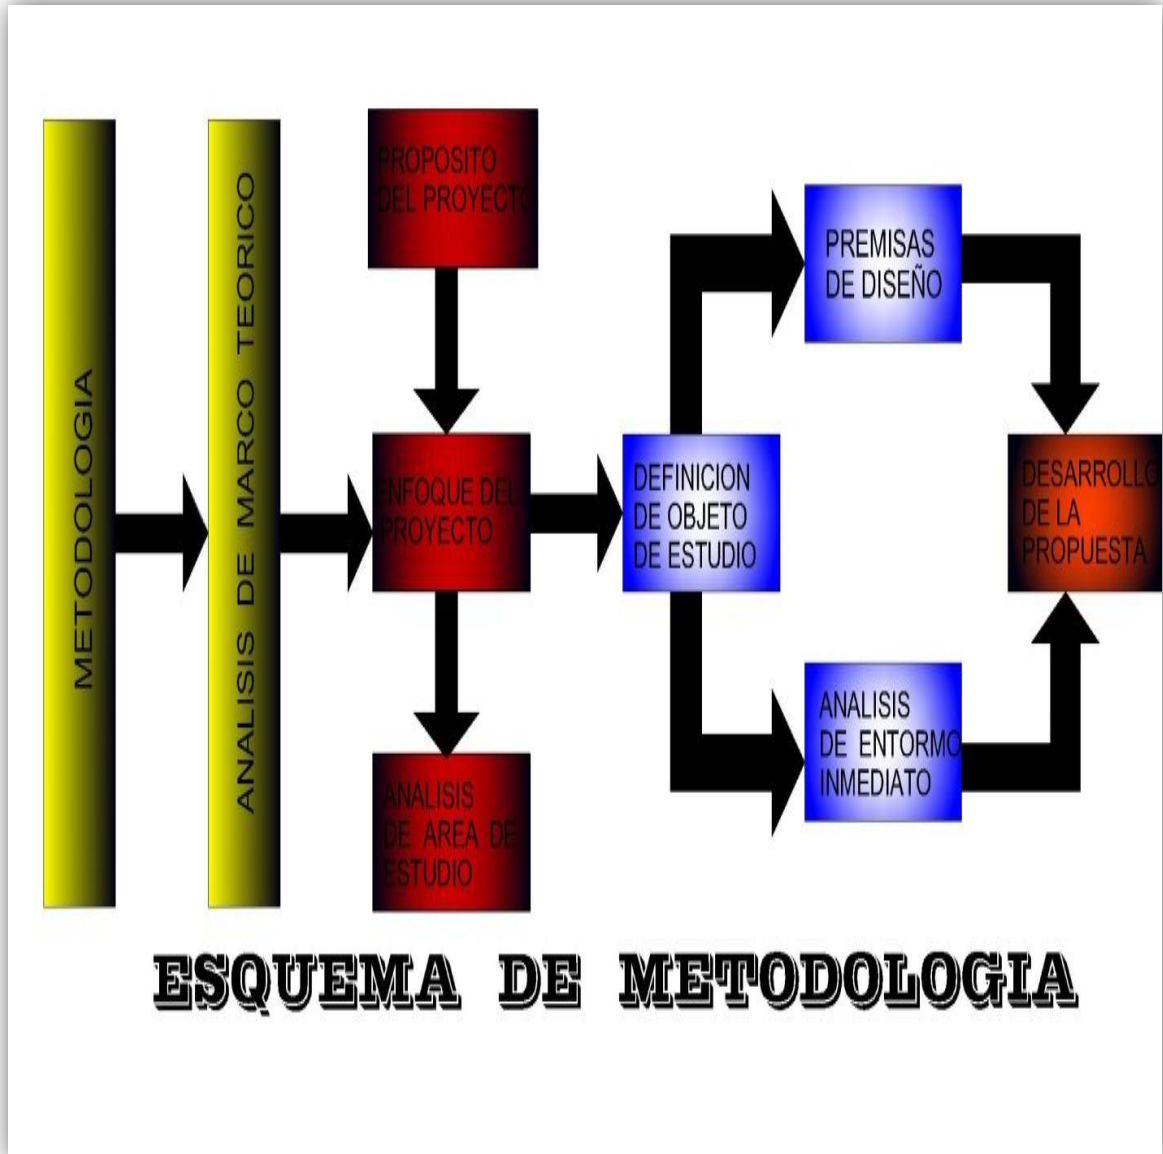 METODOLOGIA
ANALISIS DE MARCO TEORICO
PROPOSITO
DEL PROYECTO
ENFOQUE DEL
PROYECTO
ANALISIS
DE AREA DE
ESTUDIO
DEFINICION
DE OBJETO
DE ESTUDIO
PREMISAS
DE DISEÑO
ANALISIS
DE ENTORMO
INMEDIATO
DESARROLLO
DE LA
PROPUESTA
ESQUEMA DE METODOLOGIA